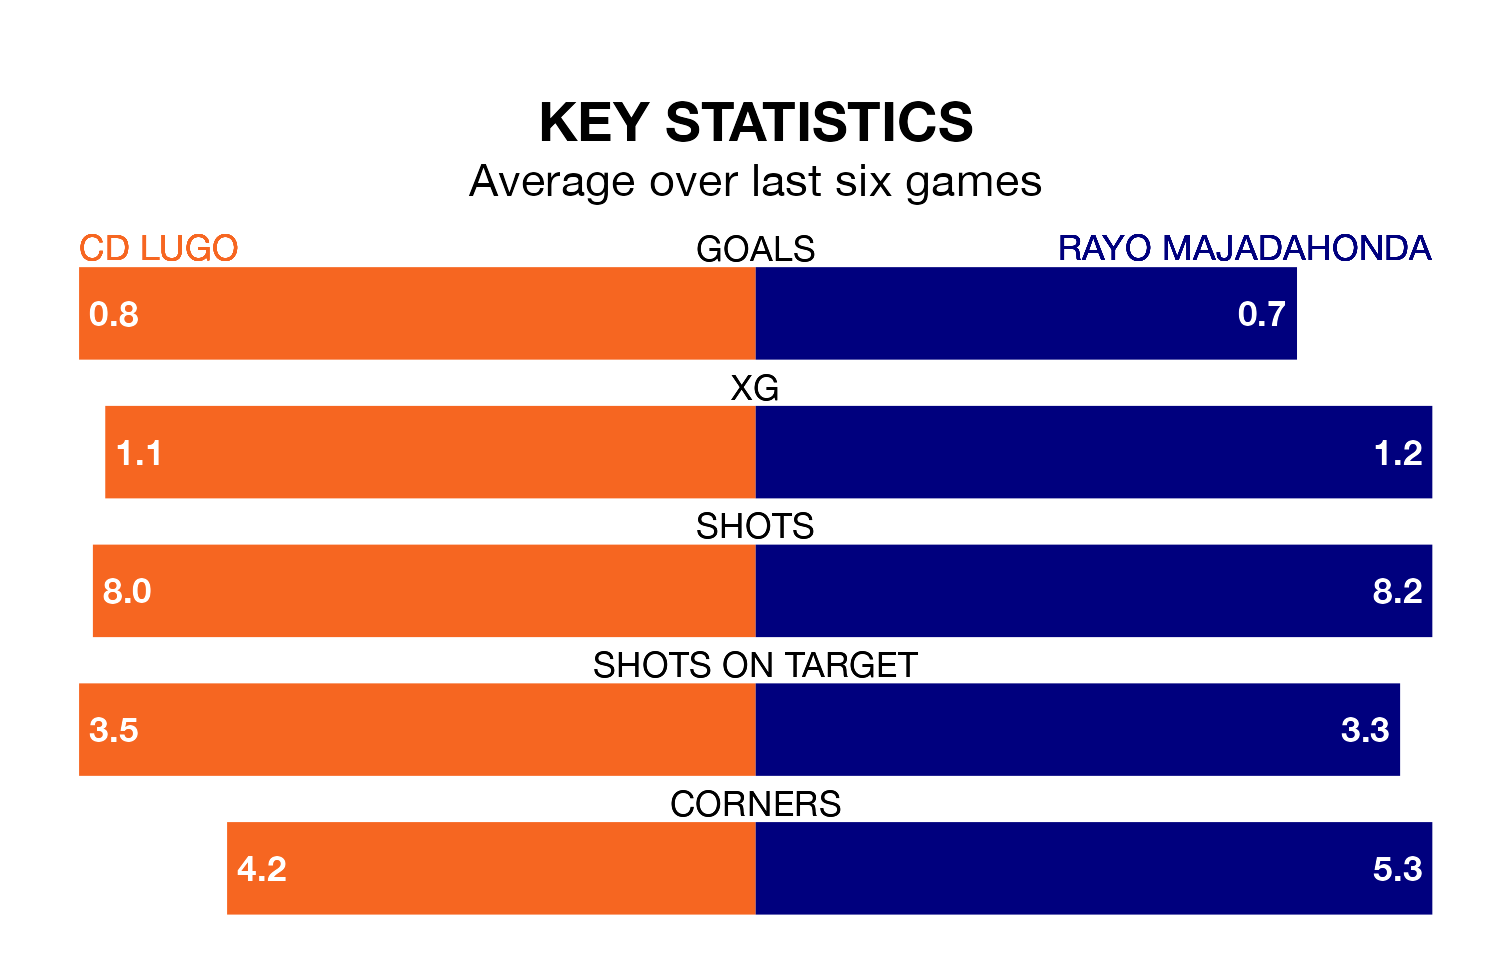 KEY STATISTICS
Average over last six games
CD LUGO GOALS RAYO MAJADAHONDA
0.8 0.7
XG
1.1 1.2
SHOTS
8.0 8.2
SHOTS ON TARGET
3.5 3.3
CORNERS
4.2 5.3